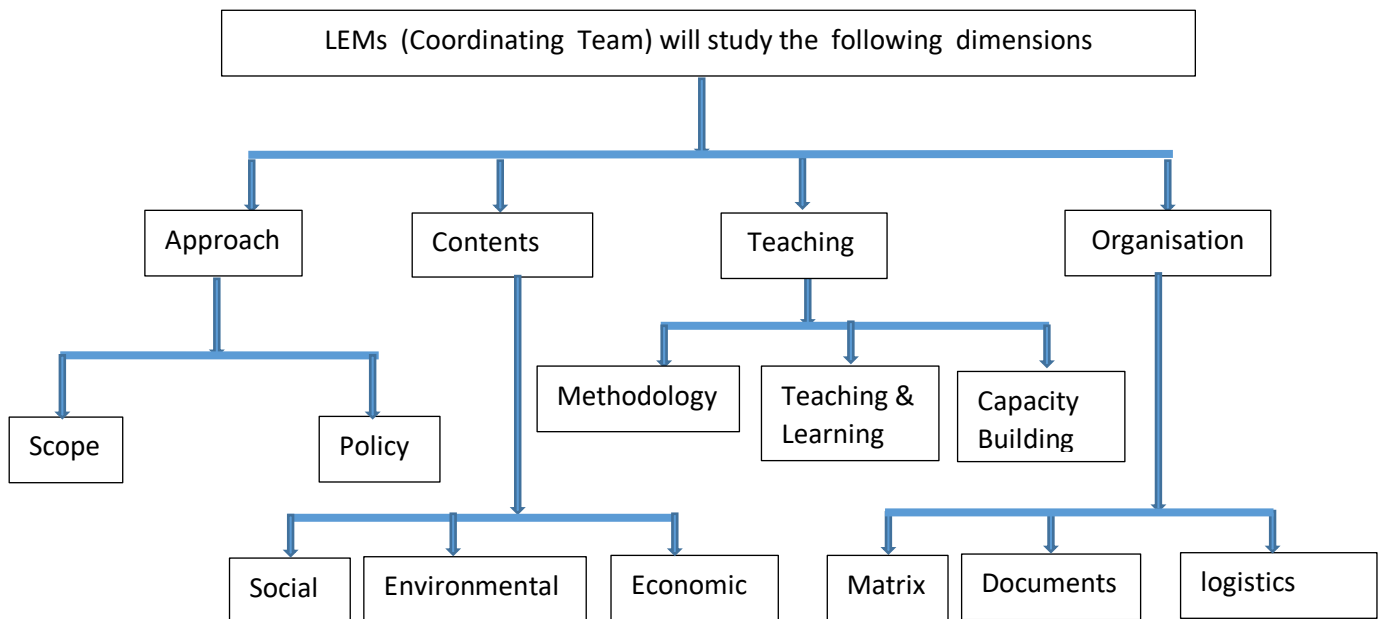 LEMs (Coordinating Team) will study the following dimensions
Approach
Contents
Teaching
Organisation
Methodology
Teaching &
Learning
Capacity
Building
Scope
Policy
Social
Environmental
Economic
Matrix
Documents
logistics